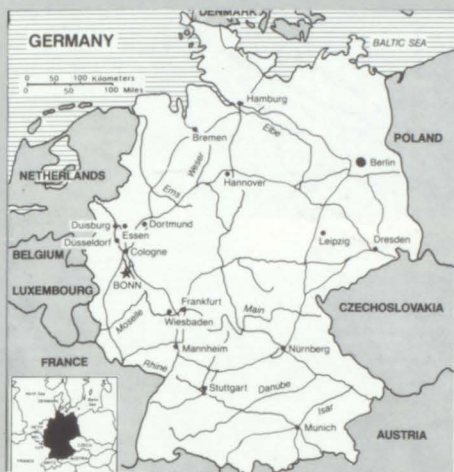 DENMARK
GERMANY
BALTIC SEA
0 50 100 Kilometers
0 50 100 Miles
Hamburg
Elbe
Bremen
Weser
POLAND
Berlin
NETHERLANDS
Ems
Hannover
Duisburg
Dortmund
Essen
Düsseldorf
Cologne
Leipzig
Dresden
BELGIUM
BONN
LUXEMBOURG
Frankfurt
Main
CZECHOSLOVAKIA
Moselle
Wiesbaden
FRANCE
Mannheim
Nürnberg
Rhine
Stuttgart
Danube
Isar
Munich
AUSTRIA
FRANCE